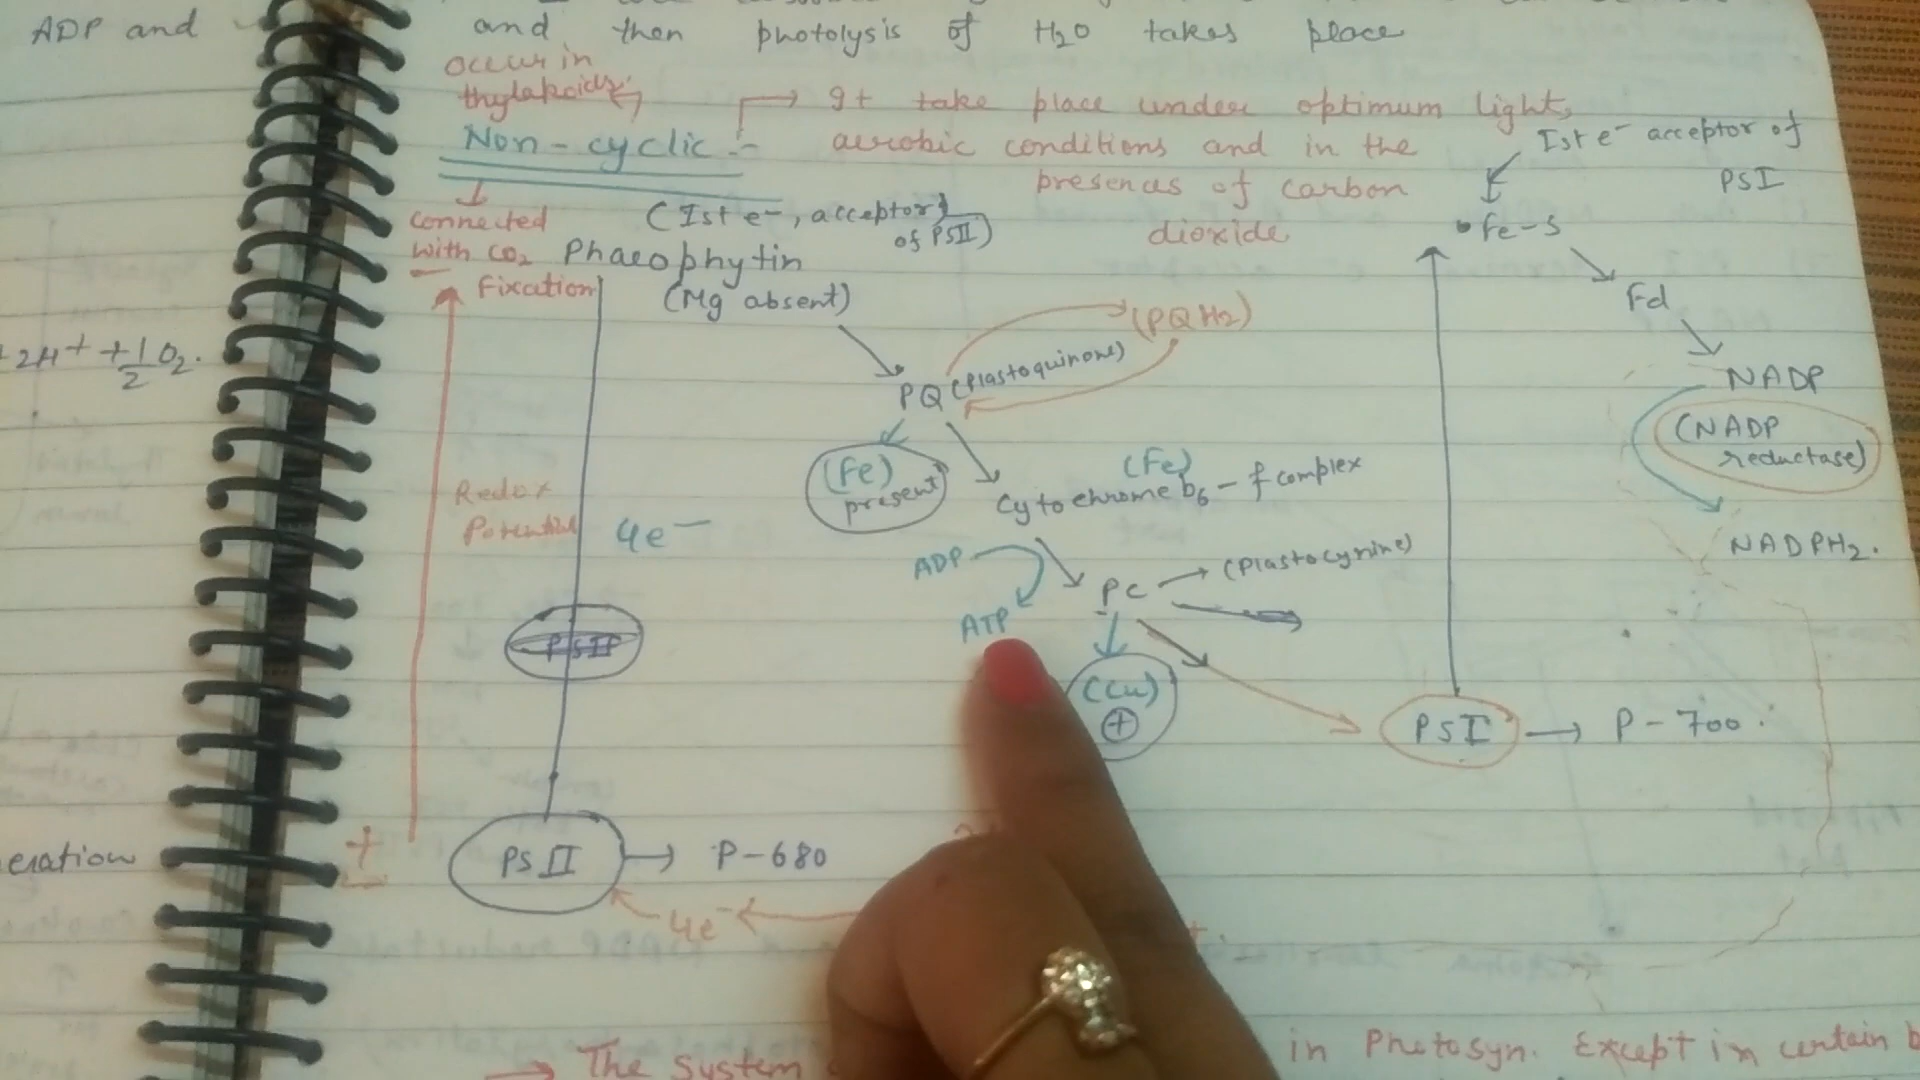 ADP and
and then photolysis of H2O takes place
occur in
thylakoids
9t take place under optimum light,
Non-cyclic :-
aerobic conditions and in the
presenas of carbon
dioxide
Ist e- acceptor of
PSI
connected
with CO2
Fixation
(Ist e-, acceptor
of PSII)
Phaeophytin
(Mg absent)
Fe-S
Fd
NADP
(NADP
reductase)
NADPH2.
(PQH2)
PQ (Plastoquinone)
2H+ + 1/2 O2.
(Fe)
present
(Fe)
Cytochrome b6-f complex
Redox
Potential
4e-
ADP
ATP
PC → (Plastocynine)
PSII
(Cu)
+
PSI → P-700.
eration
+
PS II → P-680
4e-
→ The system
in Photosyn. Except in certain b